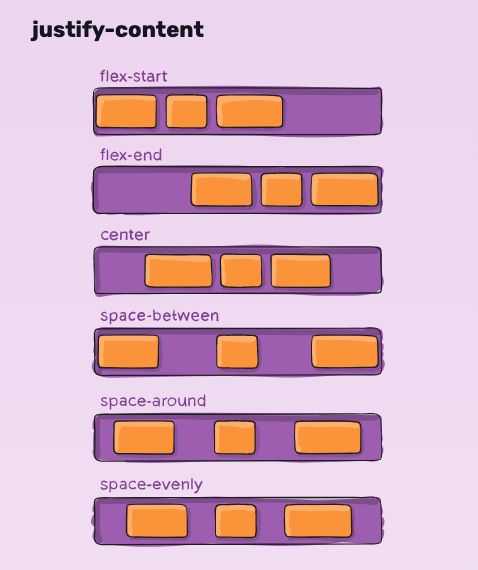 justify-content
flex-start
flex-end
center
space-between
space-around
space-evenly